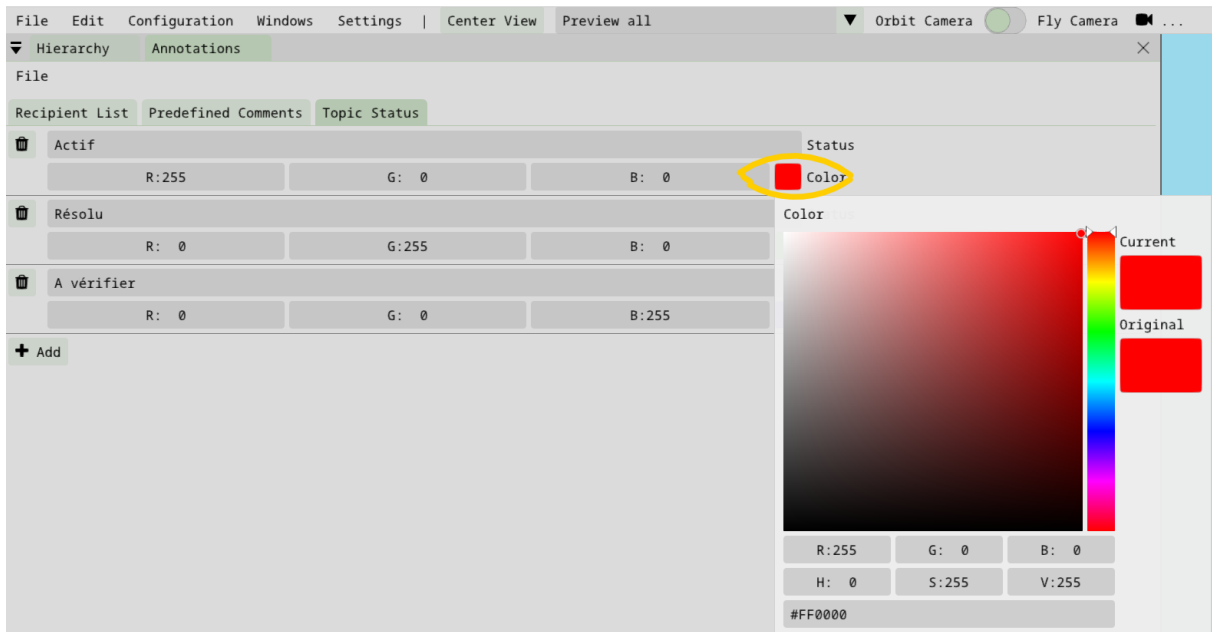 File Edit Configuration Windows Settings | Center View Preview all Orbit Camera Fly Camera ...
Hierarchy Annotations
File
Recipient List Predefined Comments Topic Status
Actif Status
R:255 G: 0 B: 0 Color
Résolu
R: 0 G:255 B: 0
A vérifier
R: 0 G: 0 B:255
Add
Color
Current
Original
R:255 G: 0 B: 0
H: 0 S:255 V:255
#FF0000